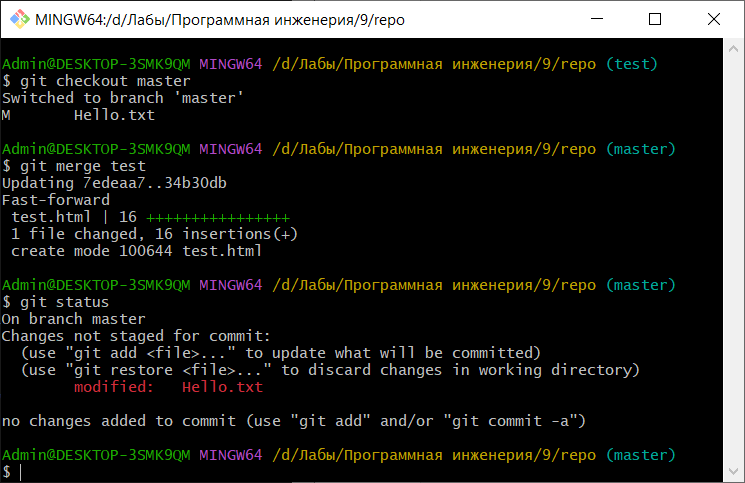 MINGW64:/d/Лабы/Программная инженерия/9/repo
Admin@DESKTOP-3SMK9QM MINGW64 /d/Лабы/Программная инженерия/9/repo (test)
$ git checkout master
Switched to branch 'master'
M       Hello.txt
Admin@DESKTOP-3SMK9QM MINGW64 /d/Лабы/Программная инженерия/9/repo (master)
$ git merge test
Updating 7edeaa7..34b30db
Fast-forward
 test.html | 16 ++++++++++++++++
 1 file changed, 16 insertions(+)
 create mode 100644 test.html
Admin@DESKTOP-3SMK9QM MINGW64 /d/Лабы/Программная инженерия/9/repo (master)
$ git status
On branch master
Changes not staged for commit:
  (use "git add <file>..." to update what will be committed)
  (use "git restore <file>..." to discard changes in working directory)
        modified:   Hello.txt
no changes added to commit (use "git add" and/or "git commit -a")
Admin@DESKTOP-3SMK9QM MINGW64 /d/Лабы/Программная инженерия/9/repo (master)
$